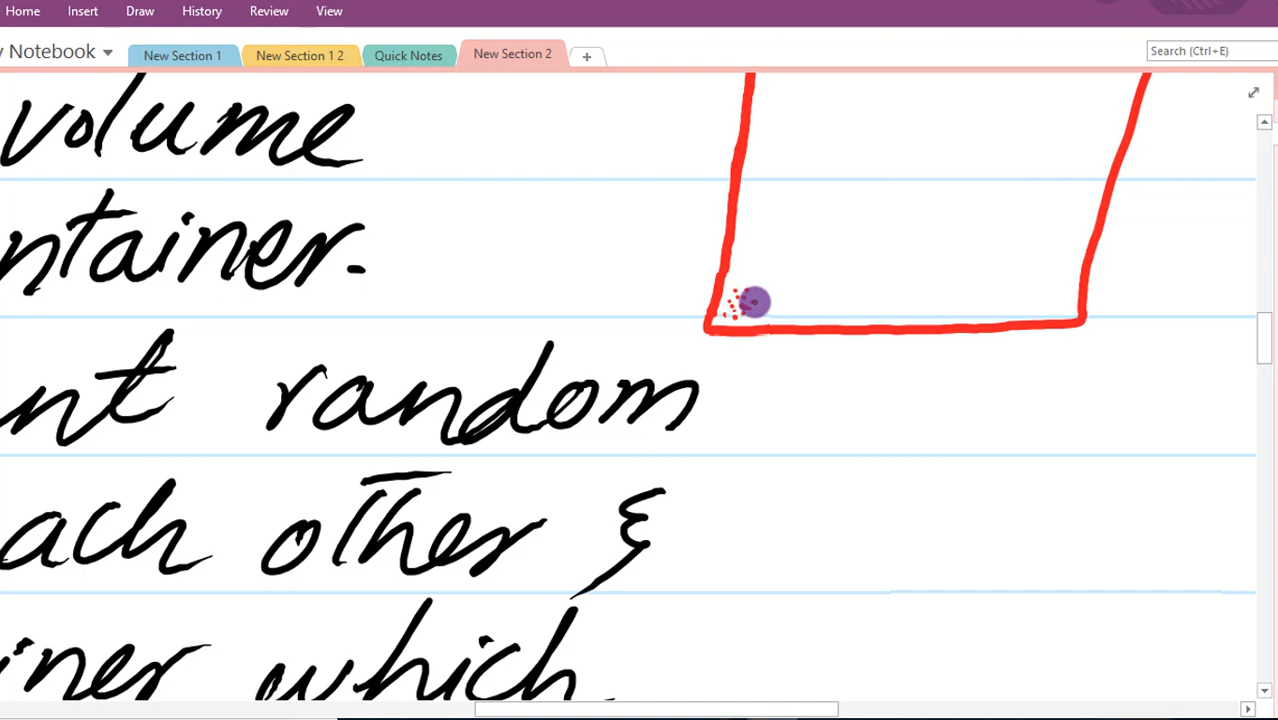 Home Insert Draw History Review View
y Notebook New Section 1 New Section 1 2 Quick Notes New Section 2 + Search (Ctrl+E)
volume
ntainer.
nt random
ach other &
iner which